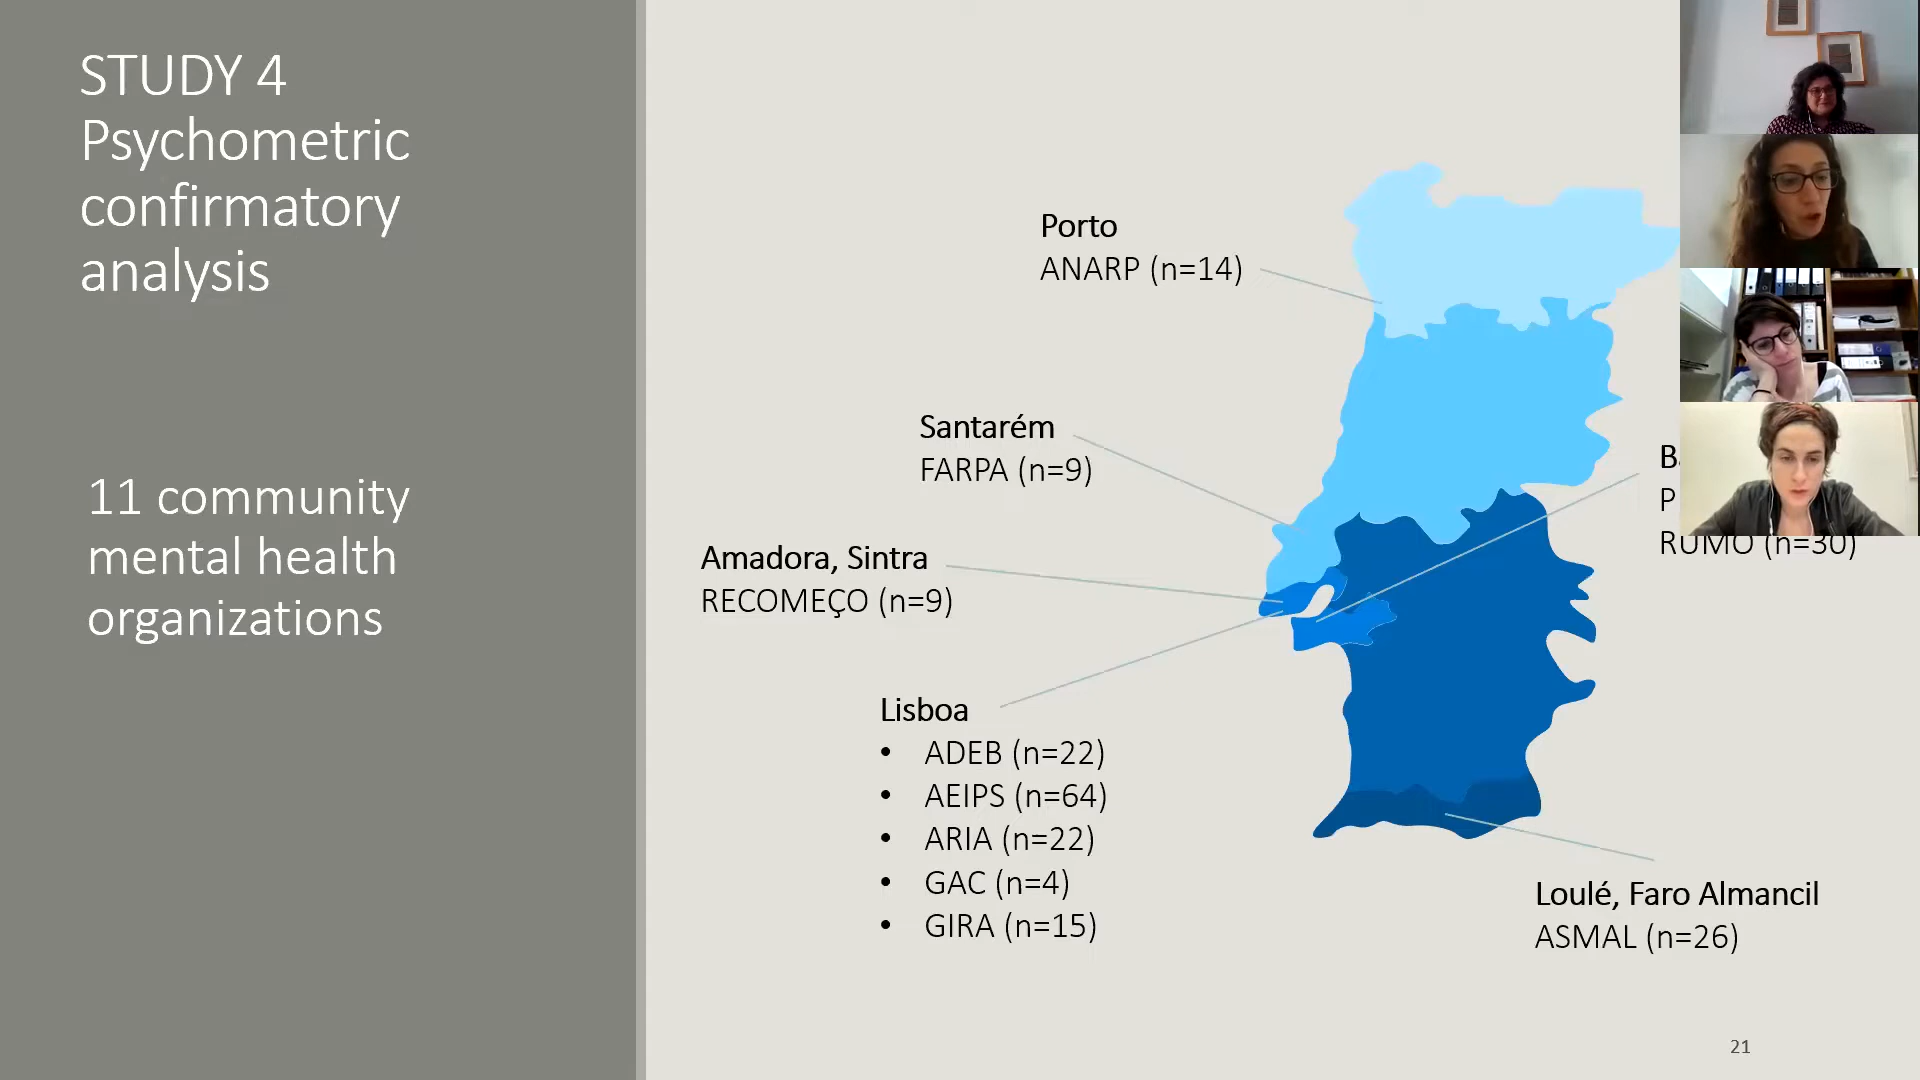 STUDY 4
Psychometric
confirmatory
analysis
11 community
mental health
organizations
Porto
ANARP (n=14)
Santarém
FARPA (n=9)
Amadora, Sintra
RECOMEÇO (n=9)
Lisboa
• ADEB (n=22)
• AEIPS (n=64)
• ARIA (n=22)
• GAC (n=4)
• GIRA (n=15)
RUMO (n=30)
Loulé, Faro Almancil
ASMAL (n=26)
21